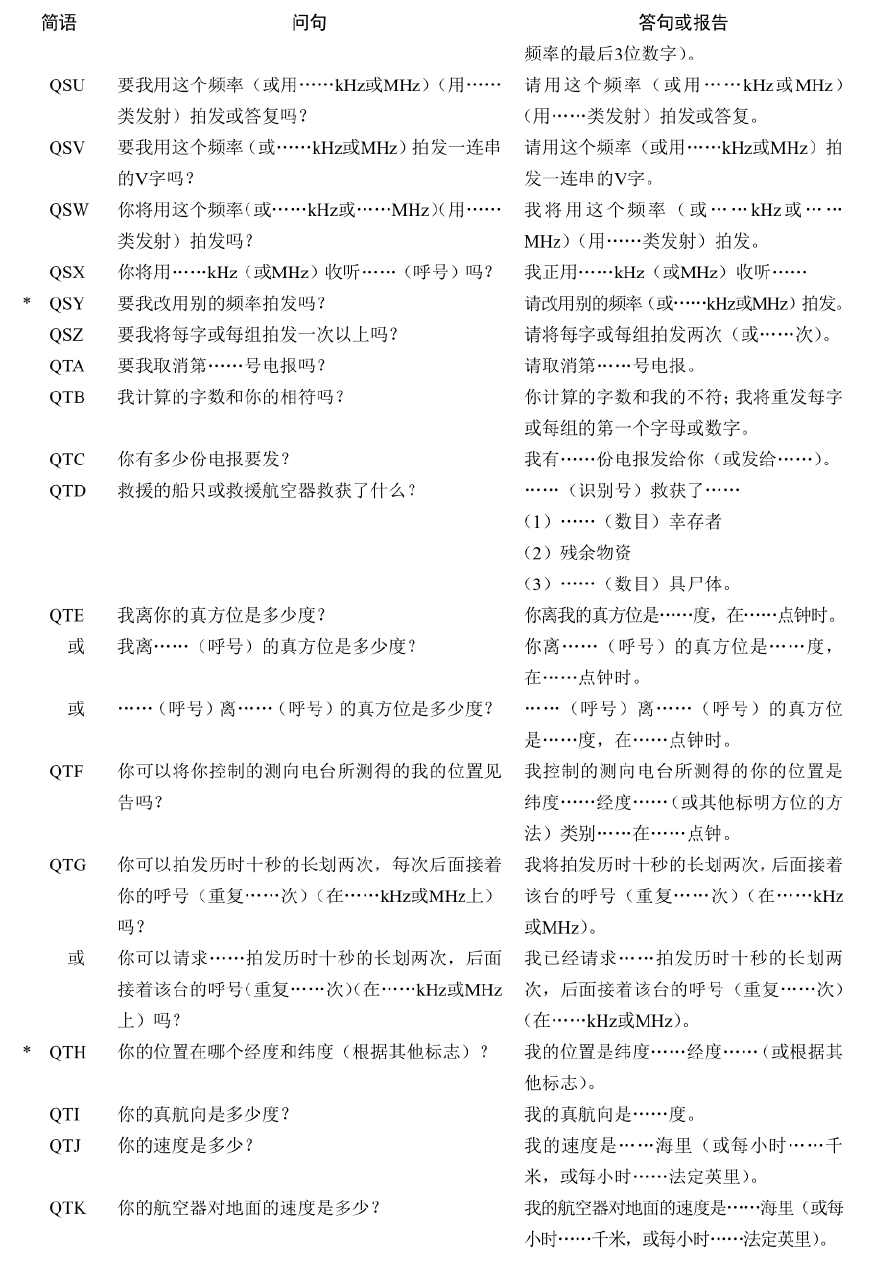 简语 问句 答句或报告
频率的最后3位数字）。
QSU 要我用这个频率（或用……kHz或MHz）（用…… 请用这个频率（或用……kHz或MHz）
类发射）拍发或答复吗？ （用……类发射）拍发或答复。
QSV 要我用这个频率（或……kHz或MHz）拍发一连串 请用这个频率（或用……kHz或MHz）拍
的V字吗？ 发一连串的V字。
QSW 你将用这个频率（或……kHz或……MHz）（用…… 我将用这个频率（或……kHz或……
类发射）拍发吗？ MHz）（用……类发射）拍发。
QSX 你将用……kHz（或MHz）收听……（呼号）吗？ 我正用……kHz（或MHz）收听……
* QSY 要我改用别的频率拍发吗？ 请改用别的频率（或……kHz或MHz）拍发。
QSZ 要我将每字或每组拍发一次以上吗？ 请将每字或每组拍发两次（或……次）。
QTA 要我取消第……号电报吗？ 请取消第……号电报。
QTB 我计算的字数和你的相符吗？ 你计算的字数和我的不符；我将重发每字
或每组的第一个字母或数字。
QTC 你有多少份电报要发？ 我有……份电报发给你（或发给……）。
QTD 救援的船只或救援航空器救获了什么？ ……（识别号）救获了……
（1）……（数目）幸存者
（2）残余物资
（3）……（数目）具尸体。
QTE 我离你的真方位是多少度？ 你离我的真方位是……度，在……点钟时。
或 我离……（呼号）的真方位是多少度？ 你离……（呼号）的真方位是……度，
在……点钟时。
或 ……（呼号）离……（呼号）的真方位是多少度？ ……（呼号）离……（呼号）的真方位
是……度，在……点钟时。
QTF 你可以将你控制的测向电台所测得的我的位置见 我控制的测向电台所测得的你的位置是
告吗？ 纬度……经度……（或其他标明方位的方
法）类别……在……点钟。
QTG 你可以拍发历时十秒的长划两次，每次后面接着 我将拍发历时十秒的长划两次，后面接着
你的呼号（重复……次）（在……kHz或MHz上） 该台的呼号（重复……次）（在……kHz
吗？ 或MHz）。
或 你可以请求……拍发历时十秒的长划两次，后面 我已经请求……拍发历时十秒的长划两
接着该台的呼号（重复……次）（在……kHz或MHz 次，后面接着该台的呼号（重复……次）
上）吗？ （在……kHz或MHz）。
* QTH 你的位置在哪个经度和纬度（根据其他标志）？ 我的位置是纬度……经度……（或根据其
他标志）。
QTI 你的真航向是多少度？ 我的真航向是……度。
QTJ 你的速度是多少？ 我的速度是……海里（或每小时……千
米，或每小时……法定英里）。
QTK 你的航空器对地面的速度是多少？ 我的航空器对地面的速度是……海里（或每
小时……千米，或每小时……法定英里）。